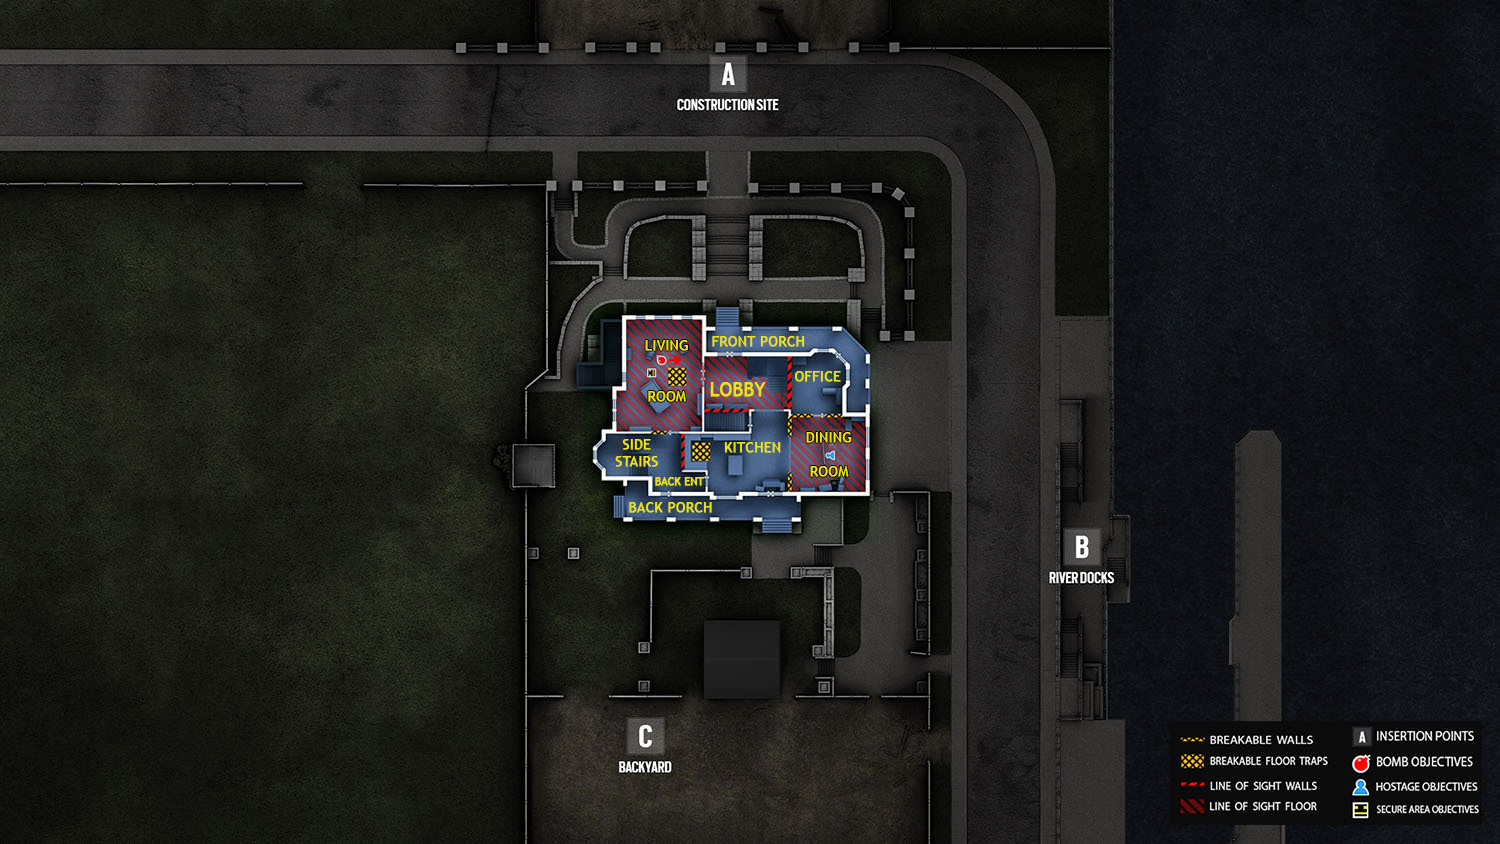 A
CONSTRUCTION SITE
LIVING
ROOM
FRONT PORCH
LOBBY
OFFICE
SIDE
STAIRS
KITCHEN
DINING
ROOM
BACK ENT
BACK PORCH
B
RIVER DOCKS
C
BACKYARD
BREAKABLE WALLS
BREAKABLE FLOOR TRAPS
LINE OF SIGHT WALLS
LINE OF SIGHT FLOOR
A INSERTION POINTS
BOMB OBJECTIVES
HOSTAGE OBJECTIVES
SECURE AREA OBJECTIVES